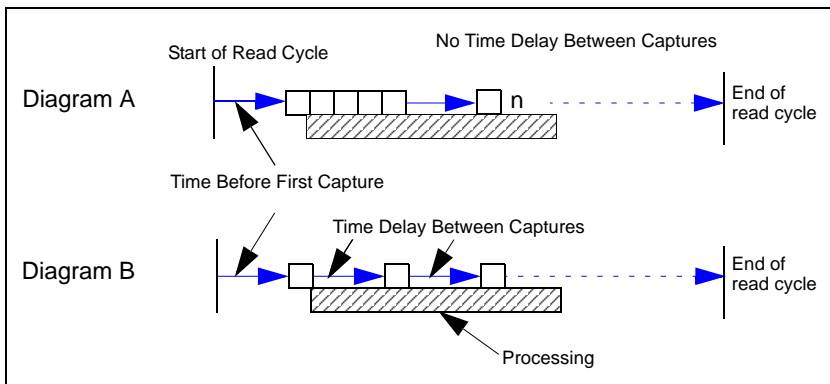 Start of Read Cycle
No Time Delay Between Captures
Diagram A
n
End of
read cycle
Time Before First Capture
Time Delay Between Captures
Diagram B
End of
read cycle
Processing